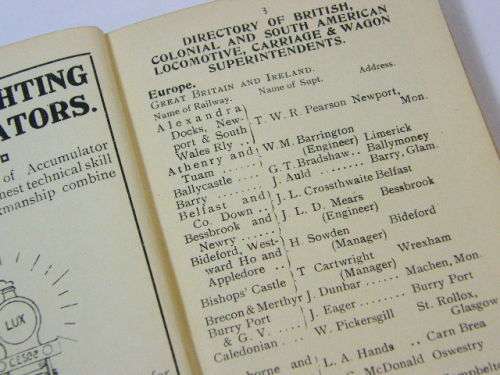 GHTING
ATORS.
of Accumulator
nest technical skill
kmanship combine
LUX
3
DIRECTORY OF BRITISH,
COLONIAL AND SOUTH AMERICAN
LOCOMOTIVE, CARRIAGE & WAGON
SUPERINTENDENTS.
Europe.
GREAT BRITAIN AND IRELAND.
Name of Railway. Name of Supt. Address.
Alexandra
Docks, New-
port & South
Wales Rly T. W. R. Pearson Newport, Mon.
Athenry and
Tuam ... W. M. Barrington (Engineer) Limerick
Ballycastle ... G. T. Bradshaw.. Ballymoney
Barry ........ J. Auld .... Barry, Glam.
Belfast and
Co. Down .. J. L. Crossthwaite Belfast
Bessbrook and
Newry .... J. L. D. Mears (Engineer) Bessbrook
Bideford, West-
ward Ho and
Appledore .. H. Sowden (Manager) Bideford
Bishops' Castle T. Cartwright (Manager) Wrexham
Brecon & Merthyr J. Dunbar .... Machen, Mon.
Burry Port
& G. V. .... J. Eager ...... Burry Port
Caledonian .. W. Pickersgill St. Rollox, Glasgow
orne and
L. A. Hands .. Carn Brea
McDonald Oswestry